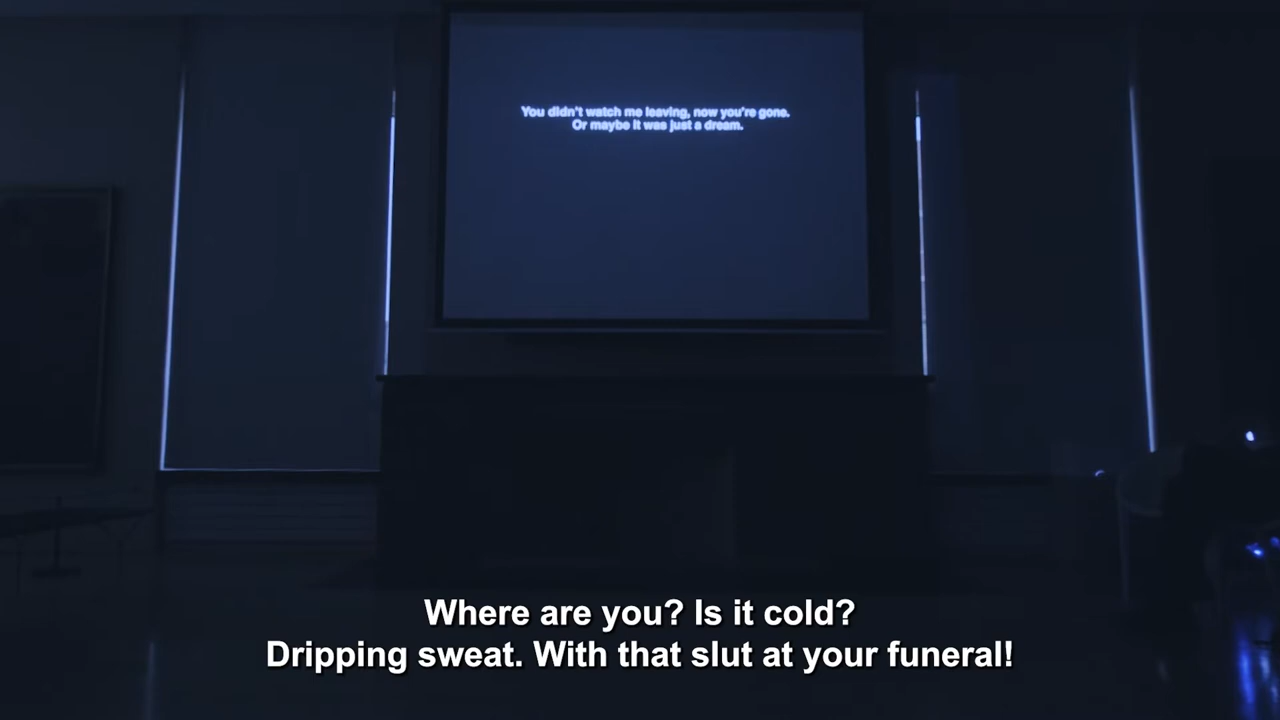 You didn't watch me leaving, now you're gone.
Or maybe it was just a dream.
Where are you? Is it cold?
Dripping sweat. With that slut at your funeral!